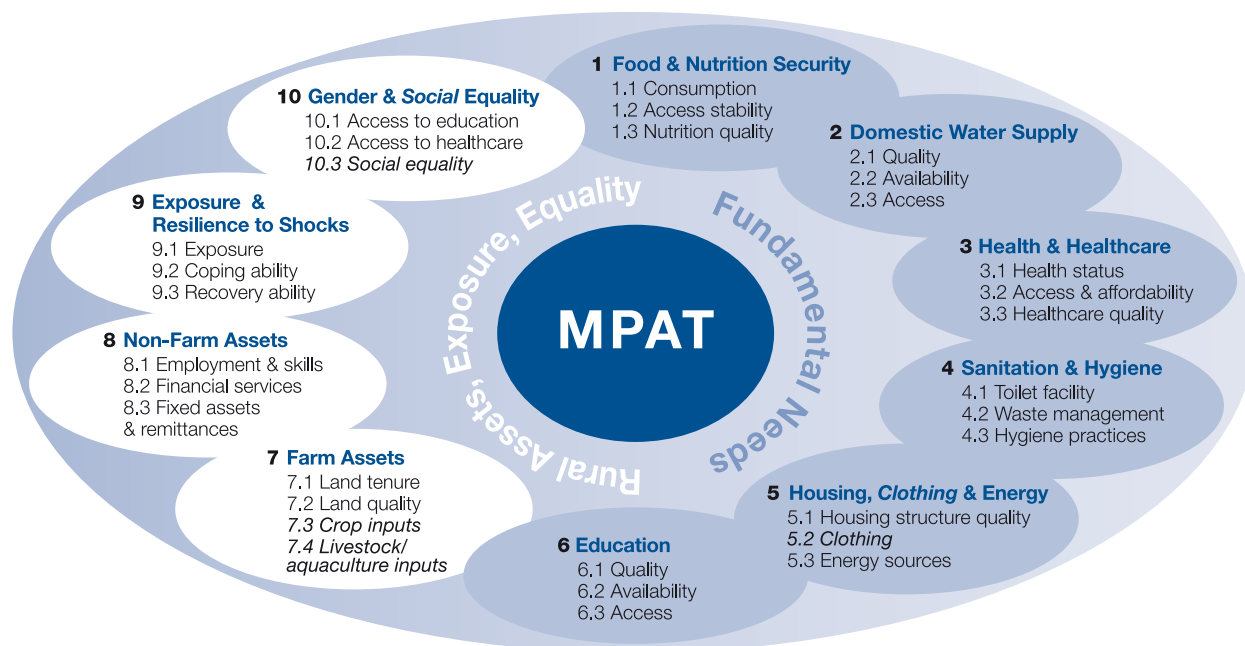 1 Food & Nutrition Security
1.1 Consumption
1.2 Access stability
1.3 Nutrition quality
2 Domestic Water Supply
2.1 Quality
2.2 Availability
2.3 Access
3 Health & Healthcare
3.1 Health status
3.2 Access & affordability
3.3 Healthcare quality
4 Sanitation & Hygiene
4.1 Toilet facility
4.2 Waste management
4.3 Hygiene practices
5 Housing, Clothing & Energy
5.1 Housing structure quality
5.2 Clothing
5.3 Energy sources
6 Education
6.1 Quality
6.2 Availability
6.3 Access
7 Farm Assets
7.1 Land tenure
7.2 Land quality
7.3 Crop inputs
7.4 Livestock/
aquaculture inputs
8 Non-Farm Assets
8.1 Employment & skills
8.2 Financial services
8.3 Fixed assets
& remittances
9 Exposure &
Resilience to Shocks
9.1 Exposure
9.2 Coping ability
9.3 Recovery ability
10 Gender & Social Equality
10.1 Access to education
10.2 Access to healthcare
10.3 Social equality
Rural Assets, Exposure, Equality
Fundamental Needs
MPAT